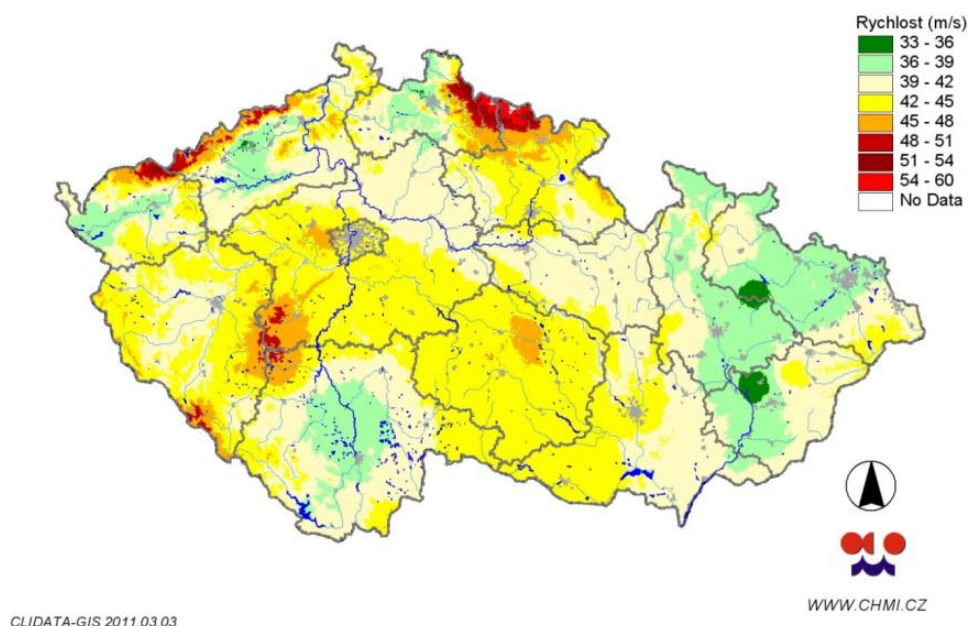 Rychlost (m/s)
33 - 36
36 - 39
39 - 42
42 - 45
45 - 48
48 - 51
51 - 54
54 - 60
No Data
WWW.CHMI.CZ
CLIDATA-GIS 2011.03.03